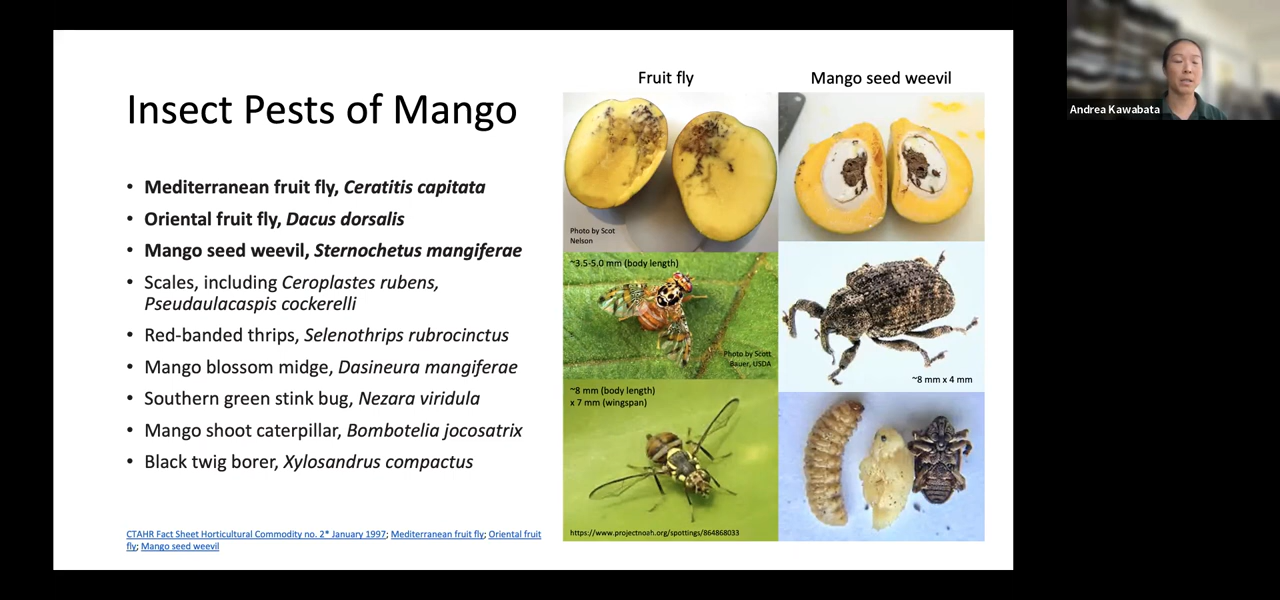 Insect Pests of Mango
• Mediterranean fruit fly, Ceratitis capitata
• Oriental fruit fly, Dacus dorsalis
• Mango seed weevil, Sternochetus mangiferae
• Scales, including Ceroplastes rubens,
Pseudaulacaspis cockerelli
• Red-banded thrips, Selenothrips rubrocinctus
• Mango blossom midge, Dasineura mangiferae
• Southern green stink bug, Nezara viridula
• Mango shoot caterpillar, Bombotelia jocosatrix
• Black twig borer, Xylosandrus compactus
CTAHR Fact Sheet Horticultural Commodity no. 2* January 1997; Mediterranean fruit fly; Oriental fruit
fly; Mango seed weevil
Fruit fly
Photo by Scot
Nelson
~3.5-5.0 mm (body length)
Photo by Scott
Bauer, USDA
~8 mm (body length)
x 7 mm (wingspan)
https://www.projectnoah.org/spottings/864868033
Mango seed weevil
~8 mm x 4 mm
Andrea Kawabata